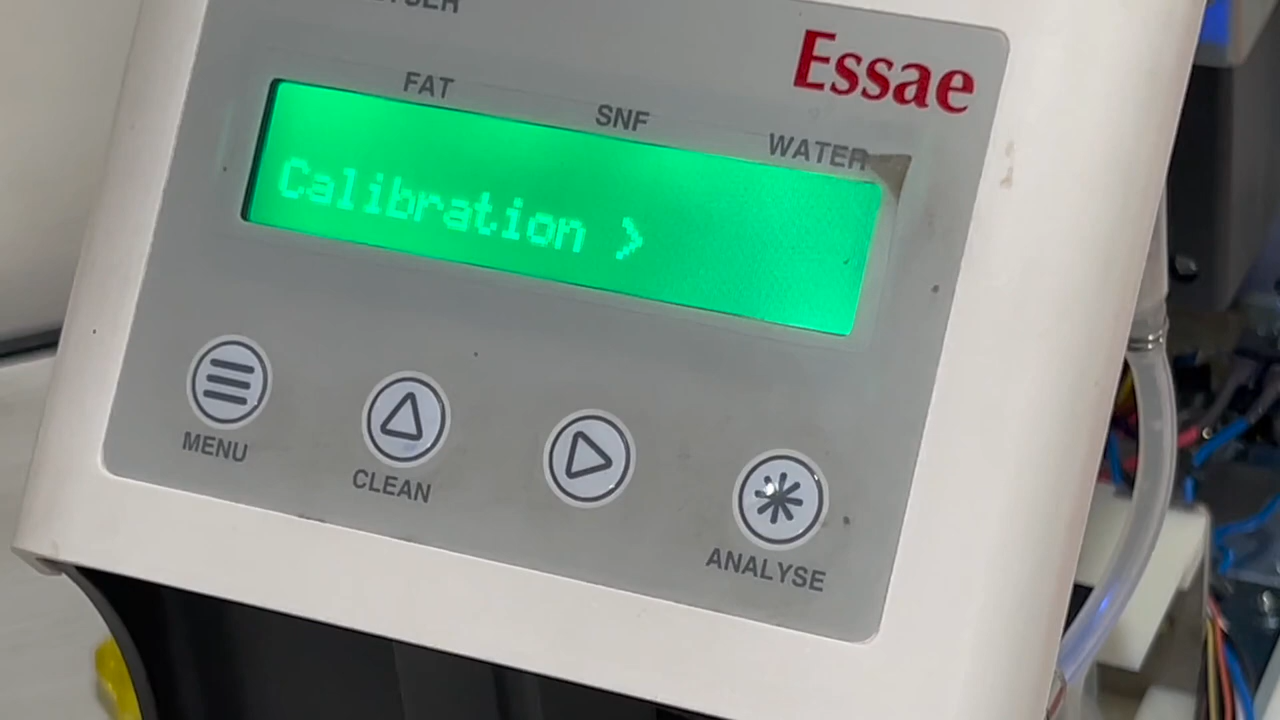 Essae
FAT
SNF
WATER
Calibration >
MENU
CLEAN
ANALYSE